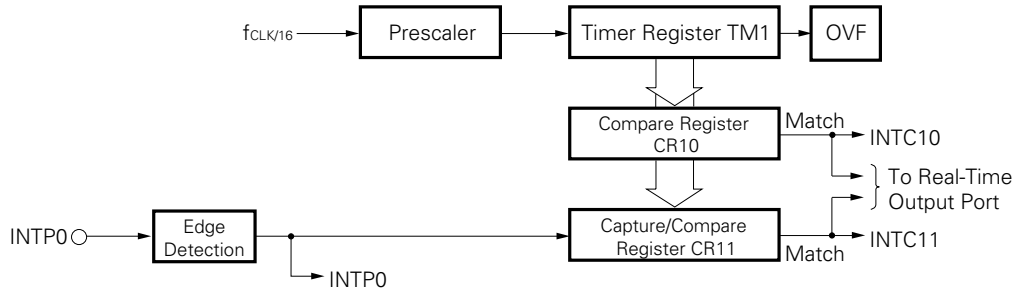 fCLK/16
Prescaler
Timer Register TM1
OVF
Compare Register
CR10
Match
INTC10
To Real-Time
Output Port
INTP0
Edge
Detection
Capture/Compare
Register CR11
Match
INTC11
INTP0